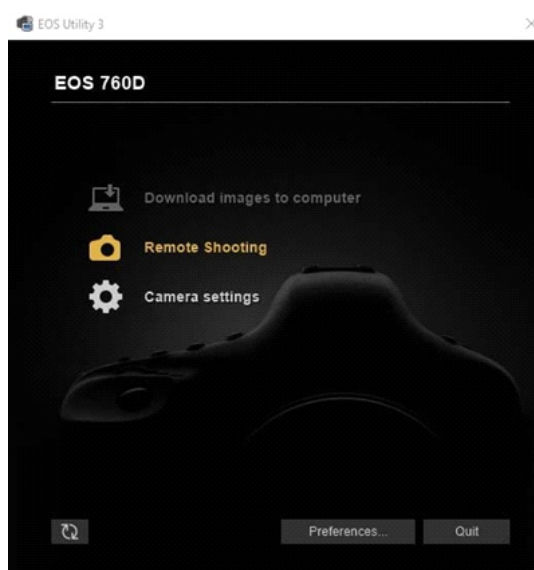 EOS Utility 3
EOS 760D
Download images to computer
Remote Shooting
Camera settings
Preferences... Quit